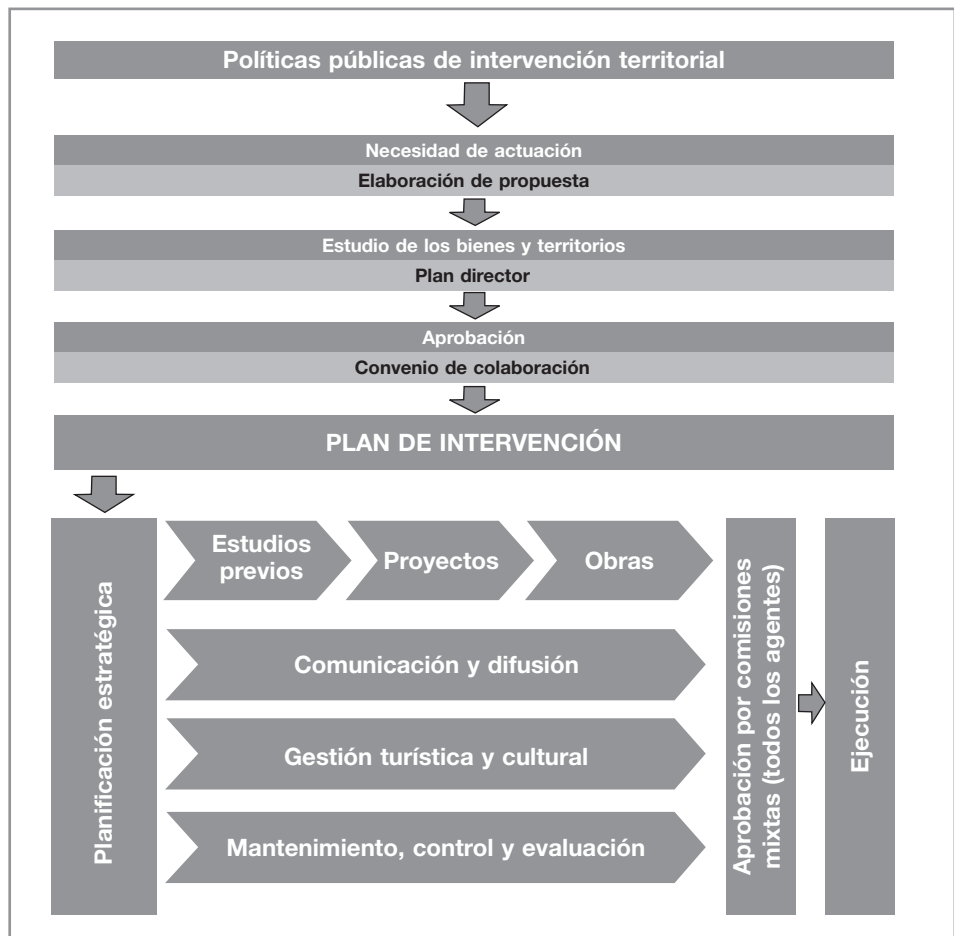 Políticas públicas de intervención territorial
Necesidad de actuación
Elaboración de propuesta
Estudio de los bienes y territorios
Plan director
Aprobación
Convenio de colaboración
PLAN DE INTERVENCIÓN
Planificación estratégica
Estudios
previos
Proyectos
Obras
Comunicación y difusión
Gestión turística y cultural
Mantenimiento, control y evaluación
Aprobación por comisiones
mixtas (todos los agentes)
Ejecución